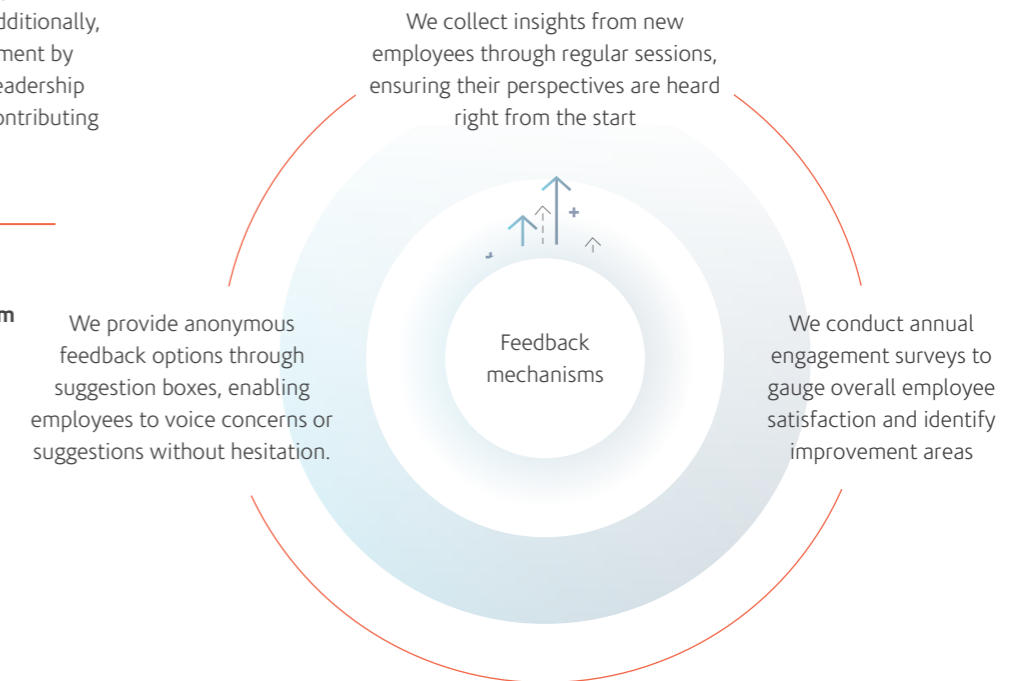 dditionally,
ment by
eadership
ontributing
m
We collect insights from new
employees through regular sessions,
ensuring their perspectives are heard
right from the start
We provide anonymous
feedback options through
suggestion boxes, enabling
employees to voice concerns or
suggestions without hesitation.
Feedback
mechanisms
We conduct annual
engagement surveys to
gauge overall employee
satisfaction and identify
improvement areas